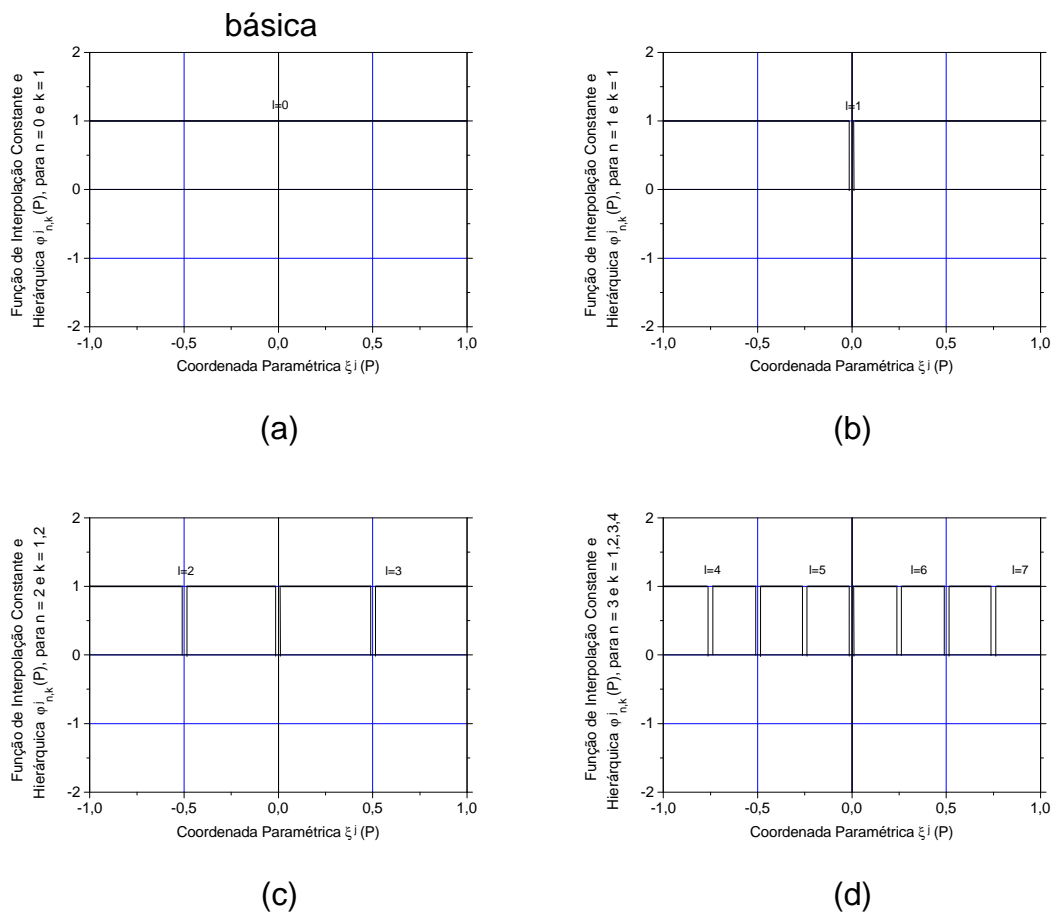 básica
Função de Interpolação Constante e
Hierárquica φ j n,k (P), para n = 0 e k = 1
2
1
0
-1
-2
l=0
-1,0 -0,5 0,0 0,5 1,0
Coordenada Paramétrica ξ j (P)
(a)
Função de Interpolação Constante e
Hierárquica φ j n,k (P), para n = 1 e k = 1
2
1
0
-1
-2
l=1
-1,0 -0,5 0,0 0,5 1,0
Coordenada Paramétrica ξ j (P)
(b)
Função de Interpolação Constante e
Hierárquica φ j n,k (P), para n = 2 e k = 1,2
2
1
0
-1
-2
l=2 l=3
-1,0 -0,5 0,0 0,5 1,0
Coordenada Paramétrica ξ j (P)
(c)
Função de Interpolação Constante e
Hierárquica φ j n,k (P), para n = 3 e k = 1,2,3,4
2
1
0
-1
-2
l=4 l=5 l=6 l=7
-1,0 -0,5 0,0 0,5 1,0
Coordenada Paramétrica ξ j (P)
(d)